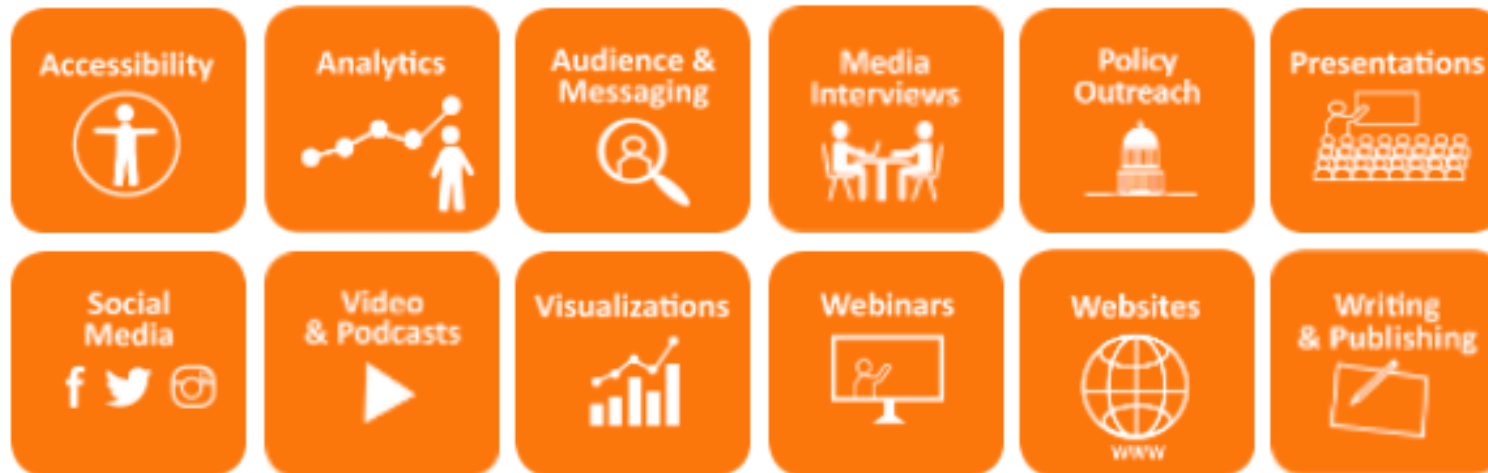 Accessibility
Analytics
Audience &
Messaging
Media
Interviews
Policy
Outreach
Presentations
Social
Media
f
Video
& Podcasts
Visualizations
Webinars
Websites
www
Writing
& Publishing